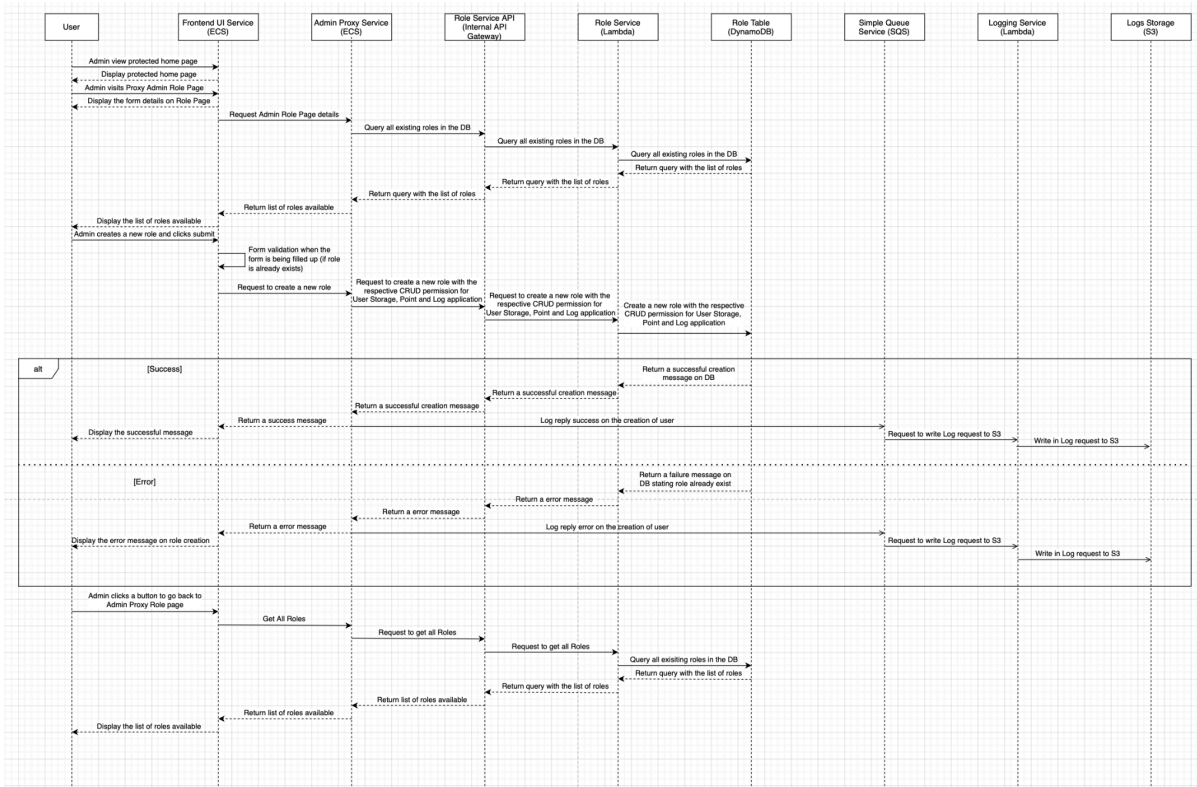 User
Frontend UI Service
(ECS)
Admin Proxy Service
(ECS)
Role Service API
(Internal API
Gateway)
Role Service
(Lambda)
Role Table
(DynamoDB)
Simple Queue
Service (SQS)
Logging Service
(Lambda)
Logs Storage
(S3)
Admin view protected home page
Display protected home page
Admin visits Proxy Admin Role Page
Display the form details on Role Page
Request Admin Role Page details
Query all existing roles in the DB
Query all existing roles in the DB
Query all existing roles in the DB
Return query with the list of roles
Return query with the list of roles
Return query with the list of roles
Return list of roles available
Display the list of roles available
Admin creates a new role and clicks submit
Form validation when the
form is being filled up (if role
is already exists)
Request to create a new role
Request to create a new role with the
respective CRUD permission for
User Storage, Point and Log application
Request to create a new role with the
respective CRUD permission for
User Storage, Point and Log application
Create a new role with the respective
CRUD permission for User Storage,
Point and Log application
alt
[Success]
Return a successful creation
message on DB
Return a successful creation message
Return a successful creation message
Return a success message
Log reply success on the creation of user
Display the successful message
Request to write Log request to S3
Write in Log request to S3
[Error]
Return a failure message on
DB stating role already exist
Return a error message
Return a error message
Return a error message
Log reply error on the creation of user
Display the error message on role creation
Request to write Log request to S3
Write in Log request to S3
Admin clicks a button to go back to
Admin Proxy Role page
Get All Roles
Request to get all Roles
Request to get all Roles
Query all exisiting roles in the DB
Return query with the list of roles
Return query with the list of roles
Return list of roles available
Return list of roles available
Display the list of roles available